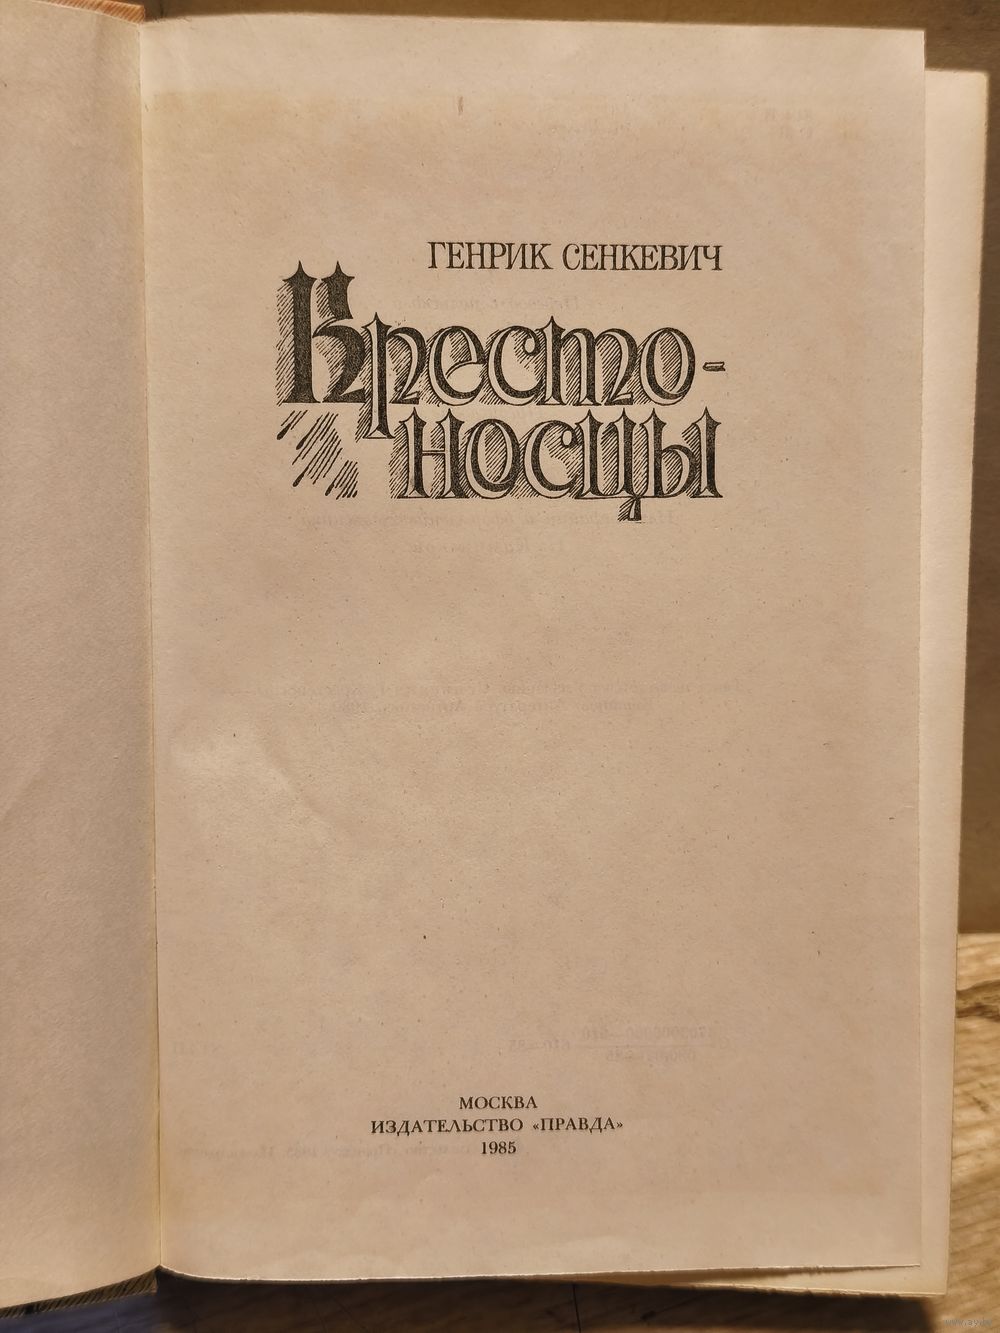 ГЕНРИК СЕНКЕВИЧ
Кресто-
носцы
МОСКВА
ИЗДАТЕЛЬСТВО «ПРАВДА»
1985